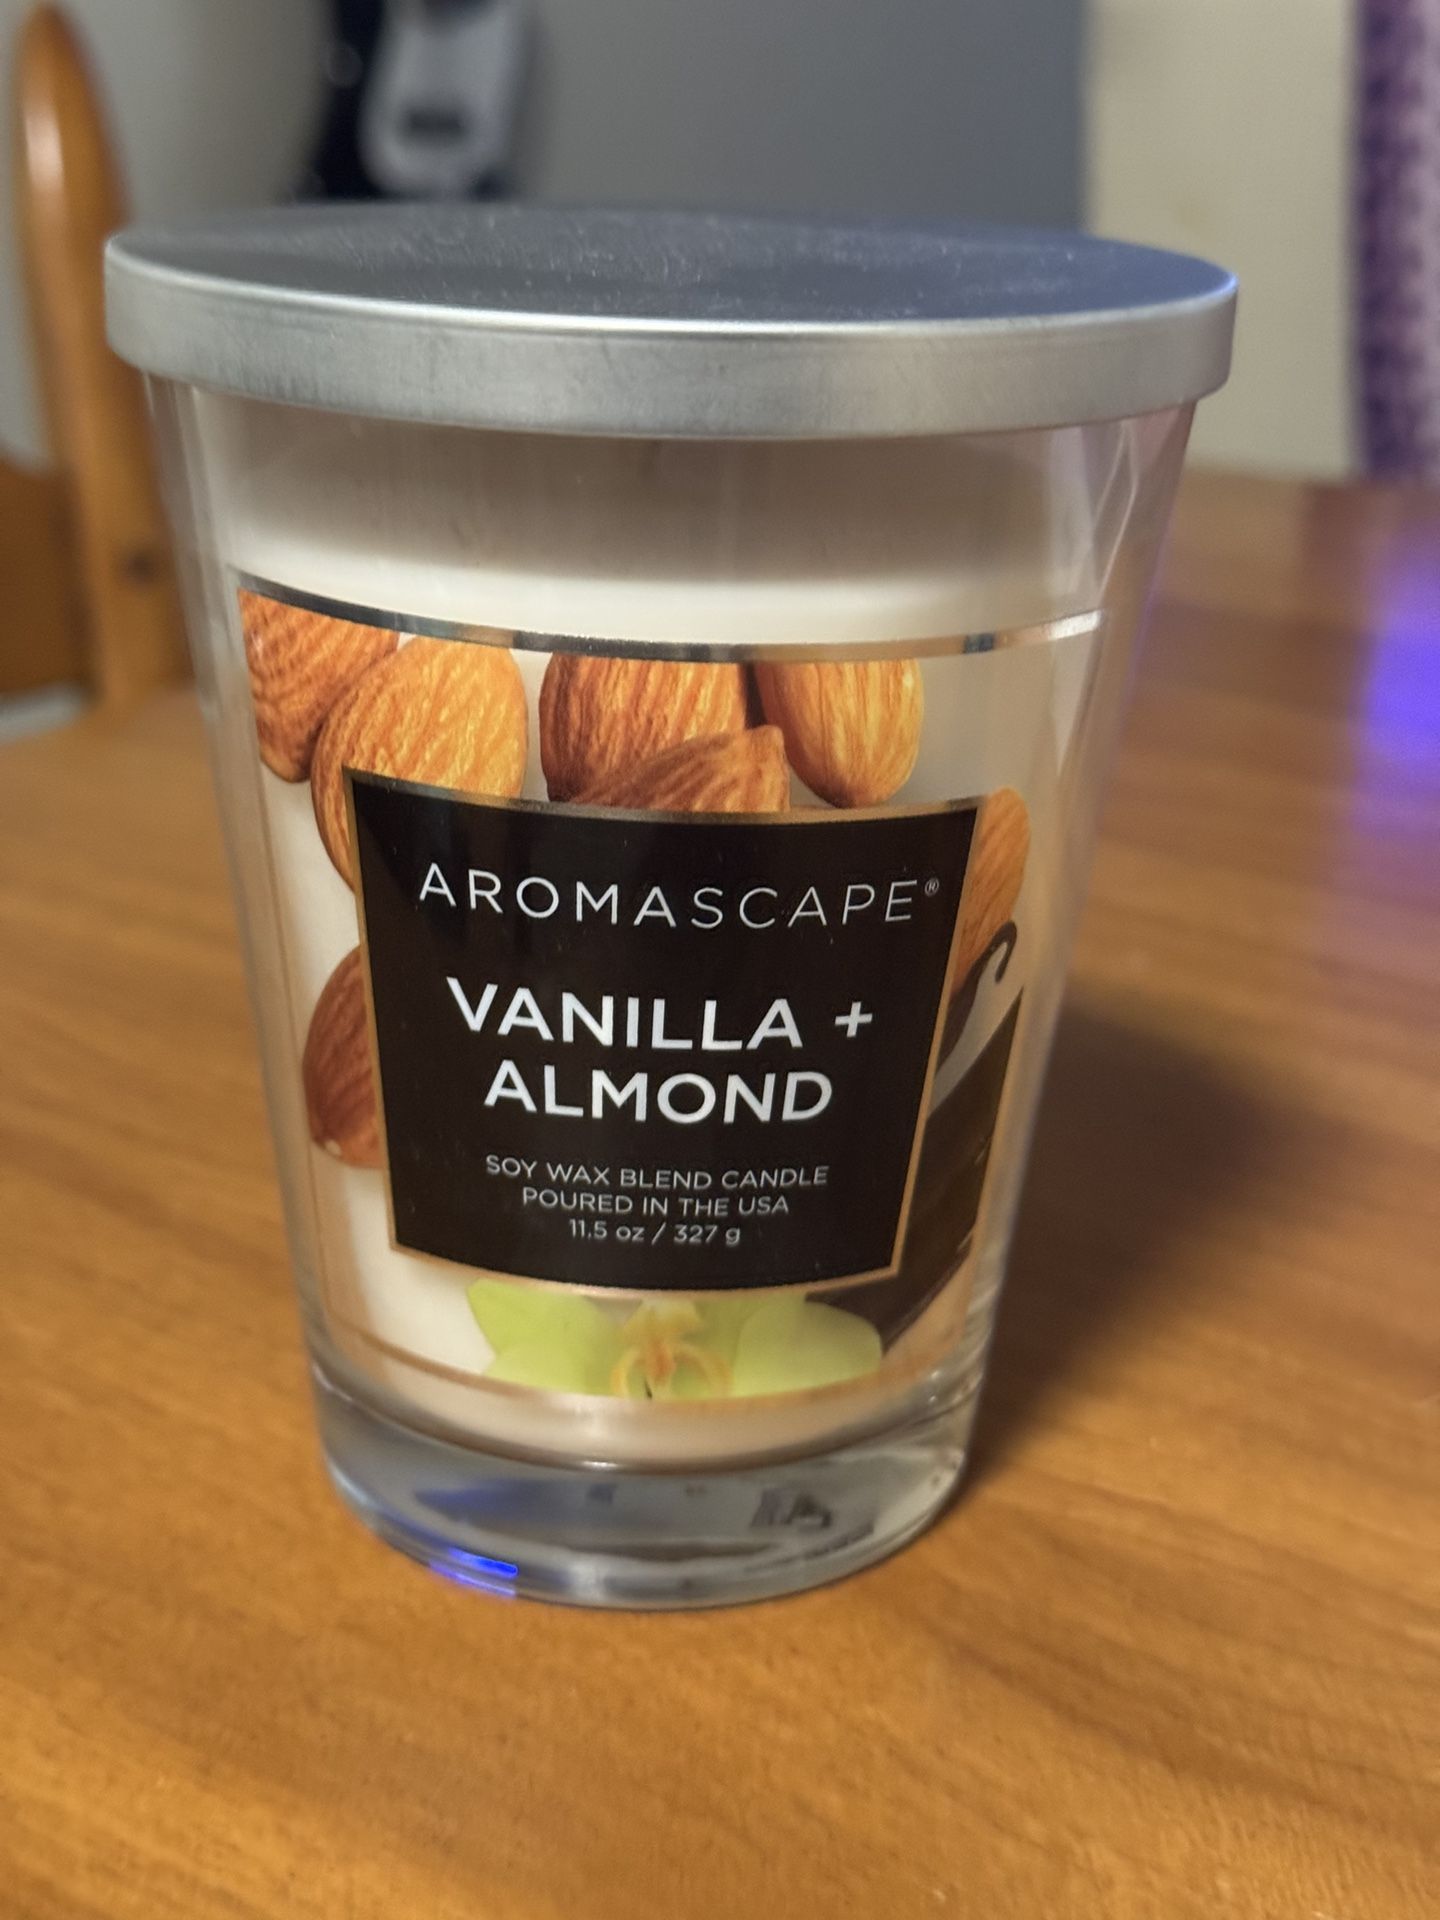 AROMASCAPE®
VANILLA +
ALMOND
SOY WAX BLEND CANDLE
POURED IN THE USA
11.5 oz / 327 g